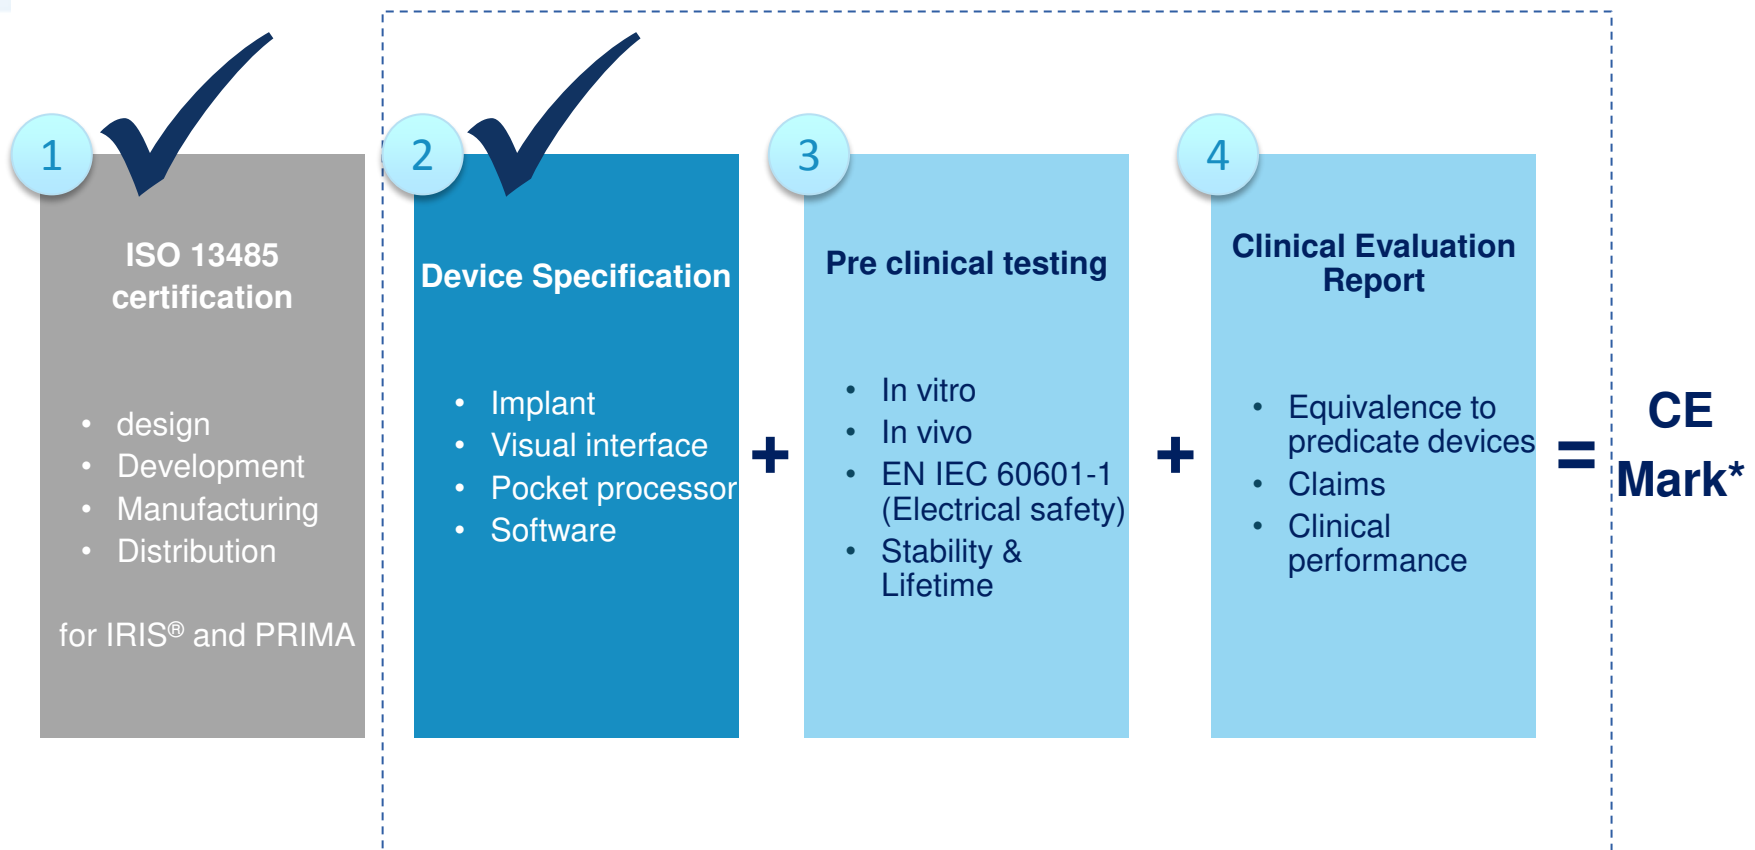 1
ISO 13485
certification
• design
• Development
• Manufacturing
• Distribution
for IRIS® and PRIMA
2
Device Specification
• Implant
• Visual interface
• Pocket processor
• Software
+
3
Pre clinical testing
• In vitro
• In vivo
• EN IEC 60601-1
(Electrical safety)
• Stability &
Lifetime
+
4
Clinical Evaluation
Report
• Equivalence to
predicate devices
• Claims
• Clinical
performance
=
CE
Mark*